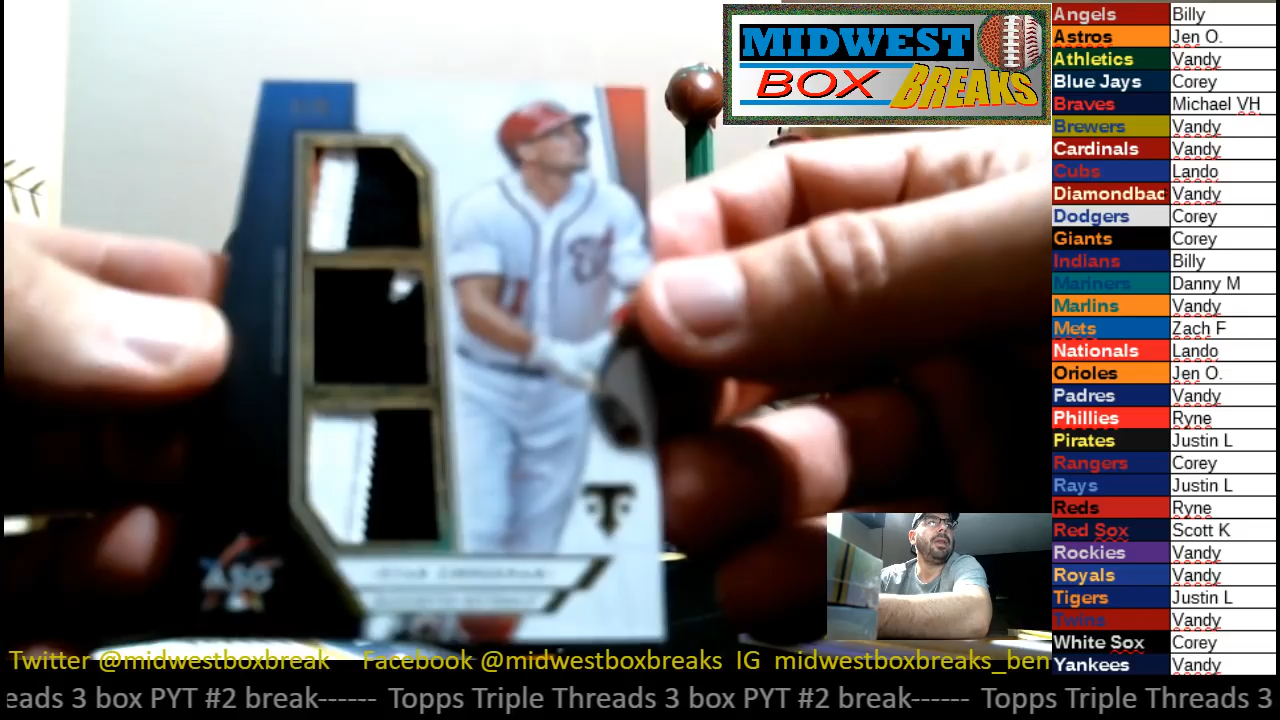 MIDWEST
BOX
BREAKS
Angels Billy
Astros Jen O.
Athletics Vandy
Blue Jays Corey
Braves Michael VH
Brewers Vandy
Cardinals Vandy
Cubs Lando
Diamondbac Vandy
Dodgers Corey
Giants Corey
Indians Billy
Mariners Danny M
Marlins Vandy
Mets Zach F
Nationals Lando
Orioles Jen O.
Padres Vandy
Phillies Ryne
Pirates Justin L
Rangers Corey
Rays Justin L
Reds Ryne
Red Sox Scott K
Rockies Vandy
Royals Vandy
Tigers Justin L
Twins Vandy
White Sox Corey
Yankees Vandy
ASG
Twitter @midwestboxbreak Facebook @midwestboxbreaks IG midwestboxbreaks_ben
eads 3 box PYT #2 break------ Topps Triple Threads 3 box PYT #2 break------ Topps Triple Threads 3